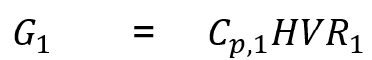 G₁ = Cₚ,₁HVR₁